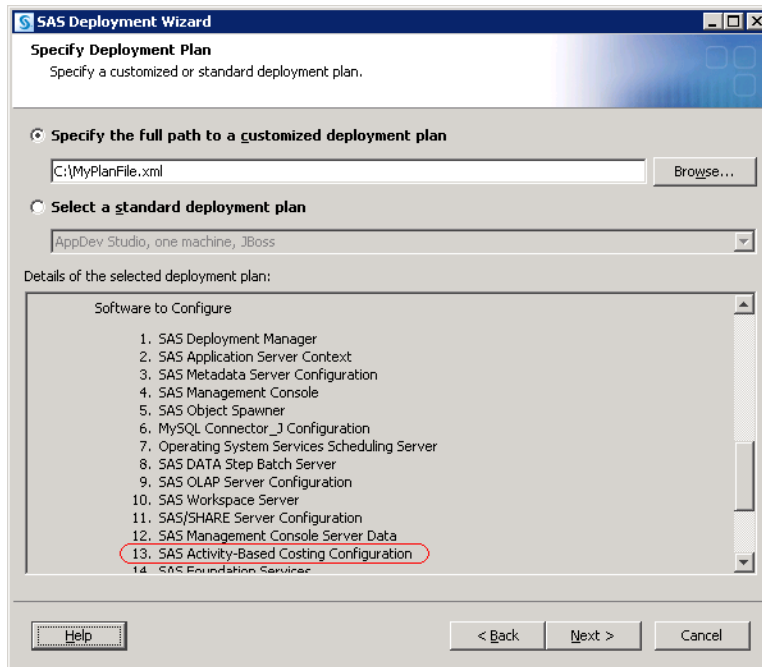 SAS Deployment Wizard
Specify Deployment Plan
Specify a customized or standard deployment plan.
Specify the full path to a customized deployment plan
C:\MyPlanFile.xml
Browse...
Select a standard deployment plan
AppDev Studio, one machine, JBoss
Details of the selected deployment plan:
Software to Configure
1. SAS Deployment Manager
2. SAS Application Server Context
3. SAS Metadata Server Configuration
4. SAS Management Console
5. SAS Object Spawner
6. MySQL Connector_J Configuration
7. Operating System Services Scheduling Server
8. SAS DATA Step Batch Server
9. SAS OLAP Server Configuration
10. SAS Workspace Server
11. SAS/SHARE Server Configuration
12. SAS Management Console Server Data
13. SAS Activity-Based Costing Configuration
14. SAS Foundation Services
Help
< Back
Next >
Cancel